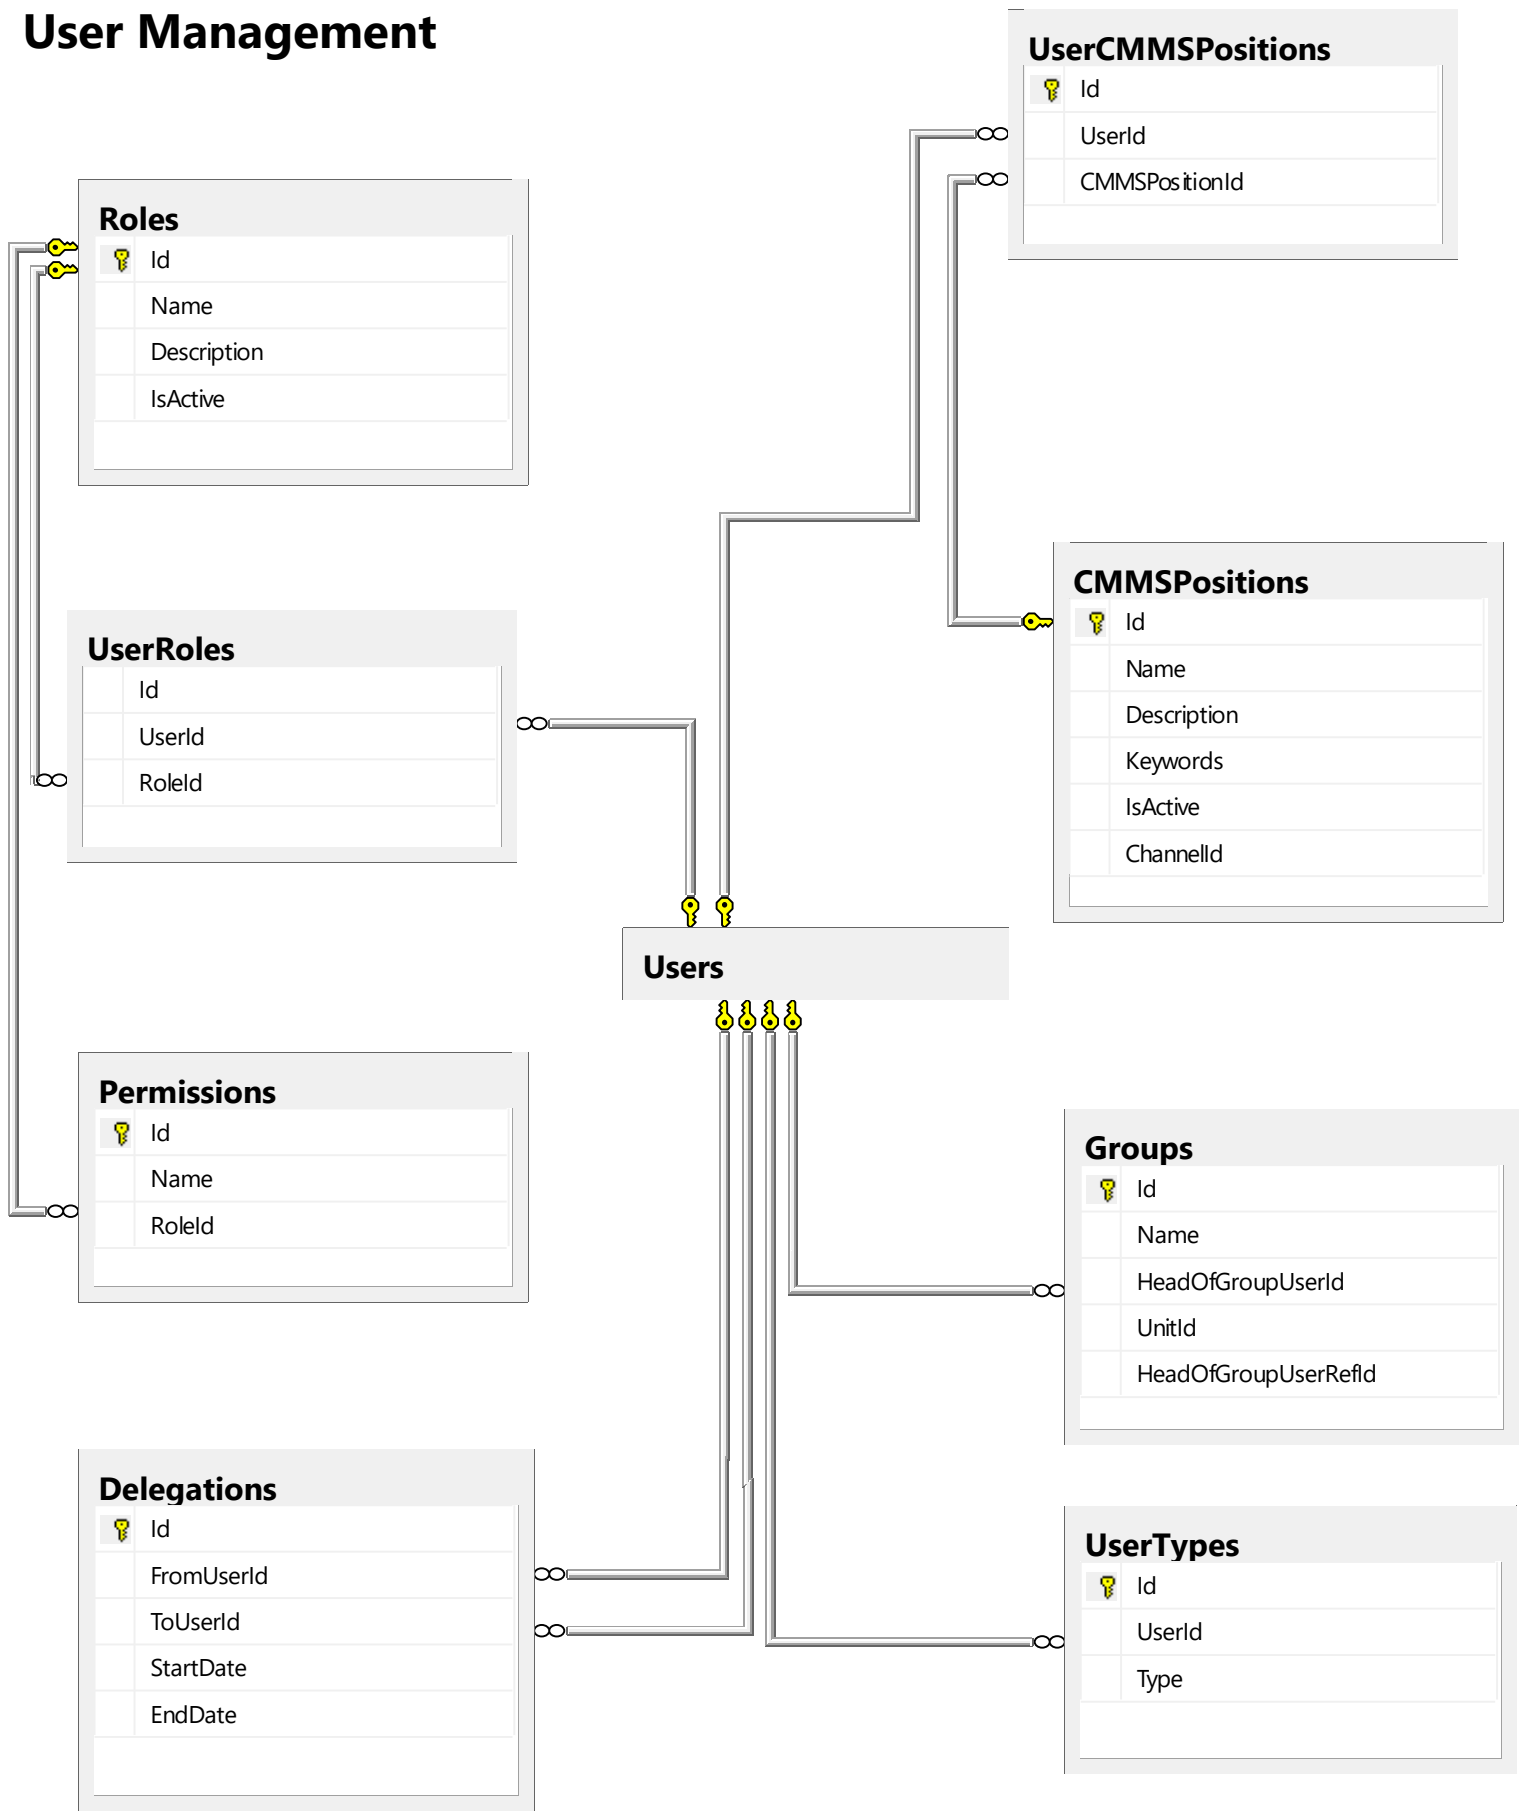 User Management
UserCMMSPositions
Id
UserId
CMMSPositionId
Roles
Id
Name
Description
IsActive
CMMSPositions
Id
Name
Description
Keywords
IsActive
ChannelId
UserRoles
Id
UserId
RoleId
Users
Permissions
Id
Name
RoleId
Groups
Id
Name
HeadOfGroupUserId
UnitId
HeadOfGroupUserRefId
Delegations
Id
FromUserId
ToUserId
StartDate
EndDate
UserTypes
Id
UserId
Type